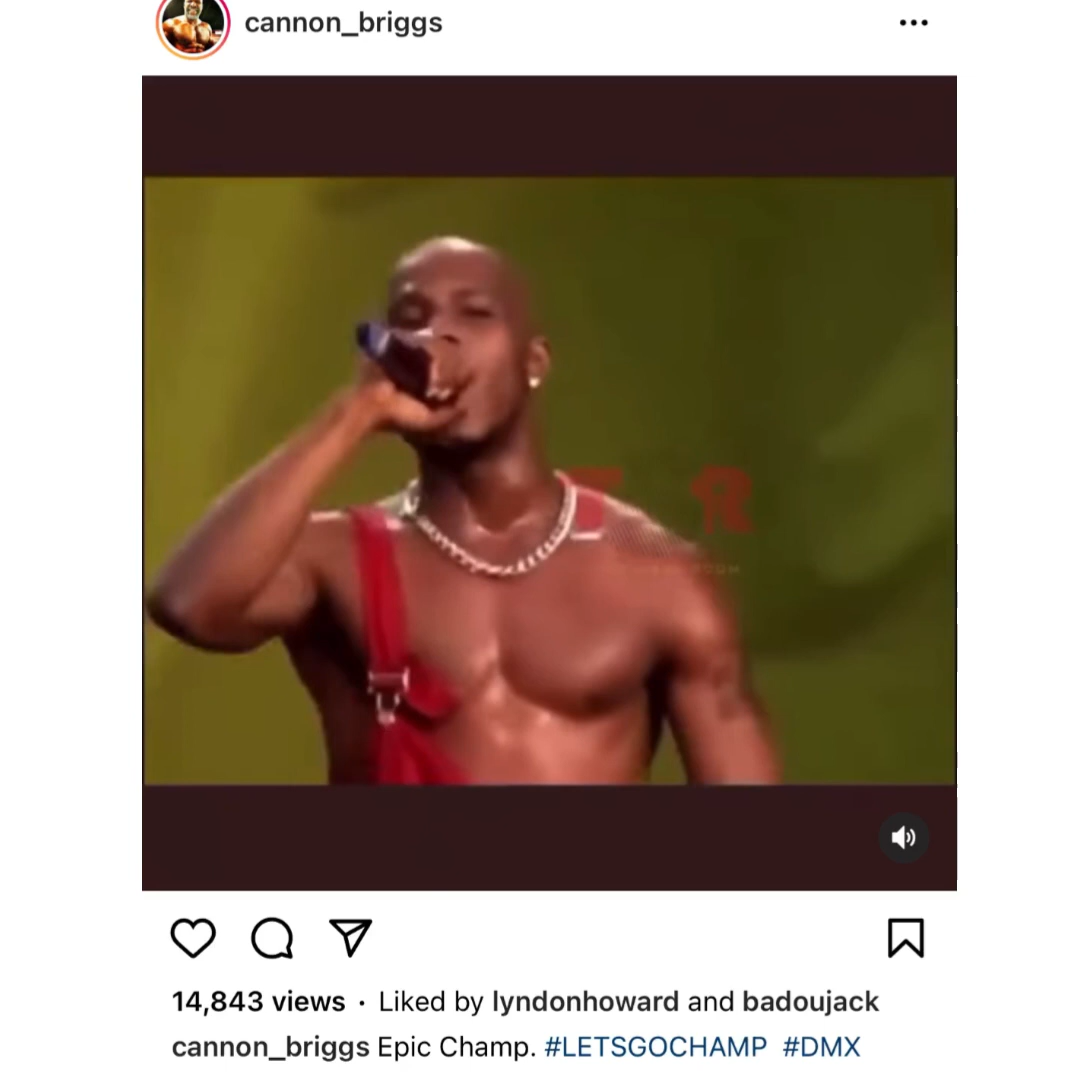 cannon_briggs
14,843 views · Liked by lyndonhoward and badoujack
cannon_briggs Epic Champ. #LETSGOCHAMP #DMX